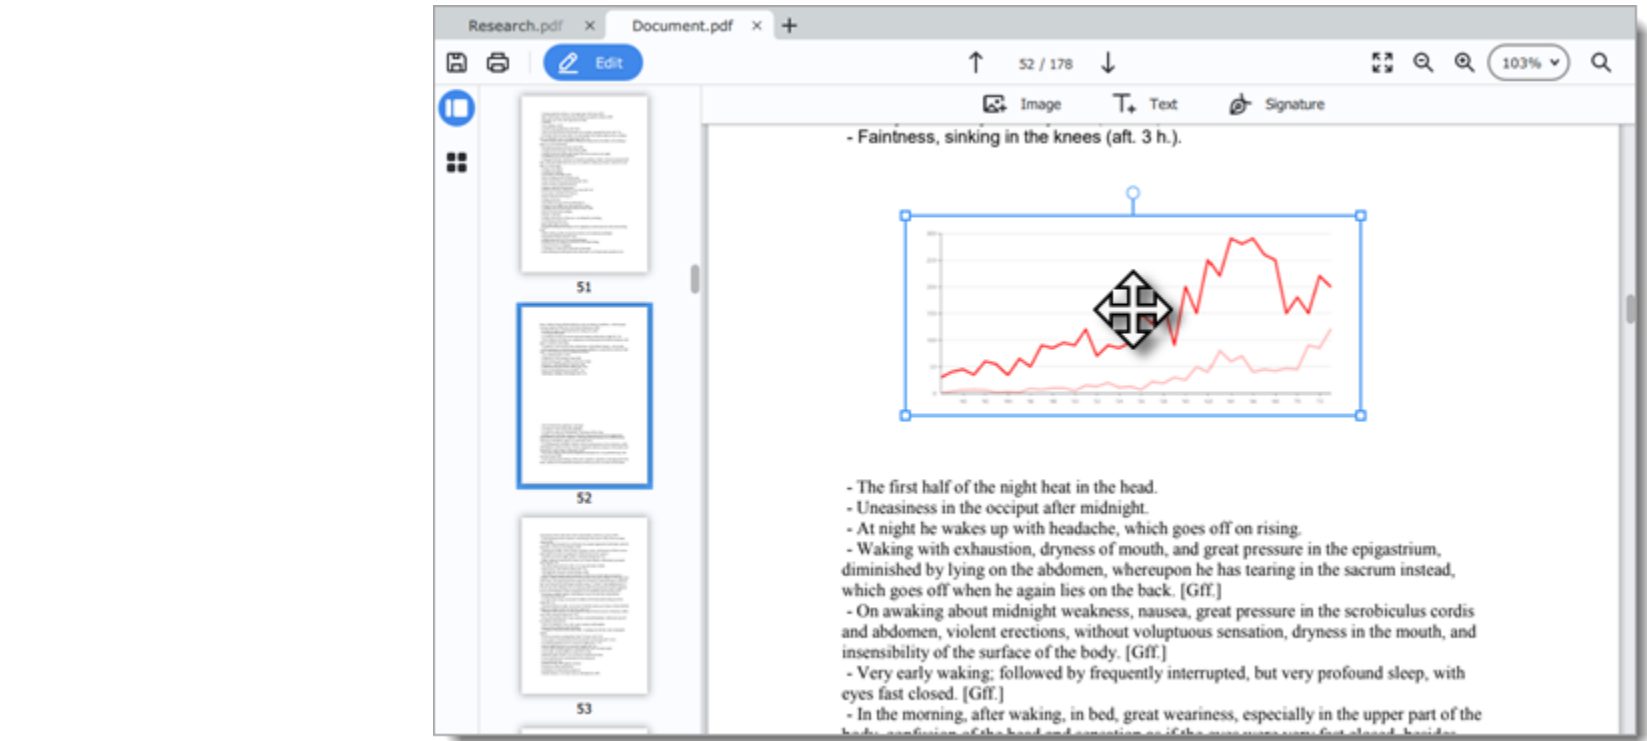 Research.pdf
Document.pdf
Edit
52 / 178
103%
Image
Text
Signature
51
52
53
- Faintness, sinking in the knees (aft. 3 h.).
- The first half of the night heat in the head.
- Uneasiness in the occiput after midnight.
- At night he wakes up with headache, which goes off on rising.
- Waking with exhaustion, dryness of mouth, and great pressure in the epigastrium,
diminished by lying on the abdomen, whereupon he has tearing in the sacrum instead,
which goes off when he again lies on the back. [Gff.]
- On awaking about midnight weakness, nausea, great pressure in the scrobiculus cordis
and abdomen, violent erections, without voluptuous sensation, dryness in the mouth, and
insensibility of the surface of the body. [Gff.]
- Very early waking; followed by frequently interrupted, but very profound sleep, with
eyes fast closed. [Gff.]
- In the morning, after waking, in bed, great weariness, especially in the upper part of the